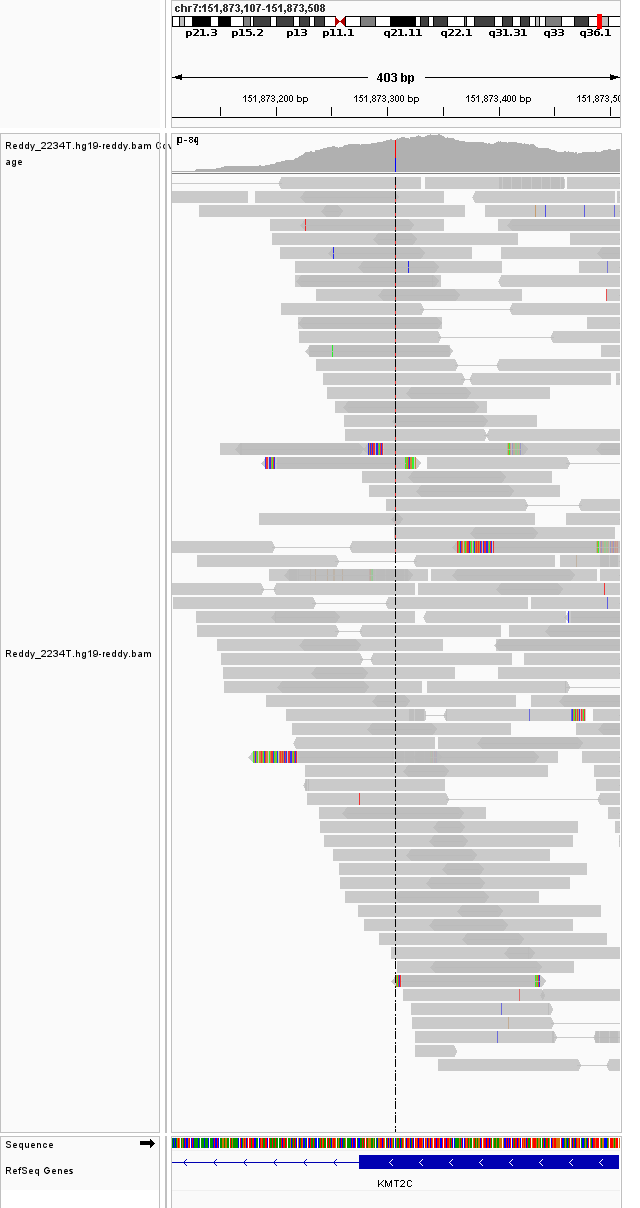 chr7:151,873,107-151,873,508
p21.3 p15.2 p13 p11.1 q21.11 q22.1 q31.31 q33 q36.1
403 bp
151,873,200 bp 151,873,300 bp 151,873,400 bp 151,873,50
Reddy_2234T.hg19-reddy.bam Cov
age
Reddy_2234T.hg19-reddy.bam
Sequence
RefSeq Genes
KMT2C